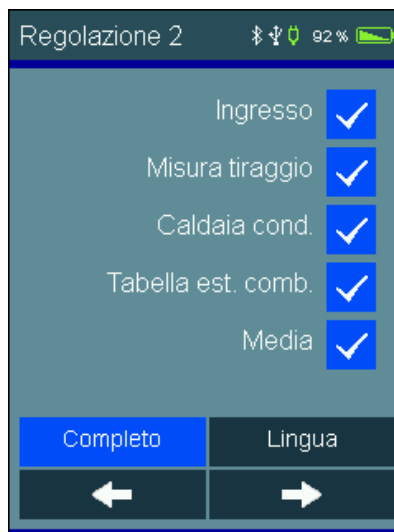 Regolazione 2 92 %
Ingresso
Misura tiraggio
Caldaia cond.
Tabella est. comb.
Media
Completo Lingua